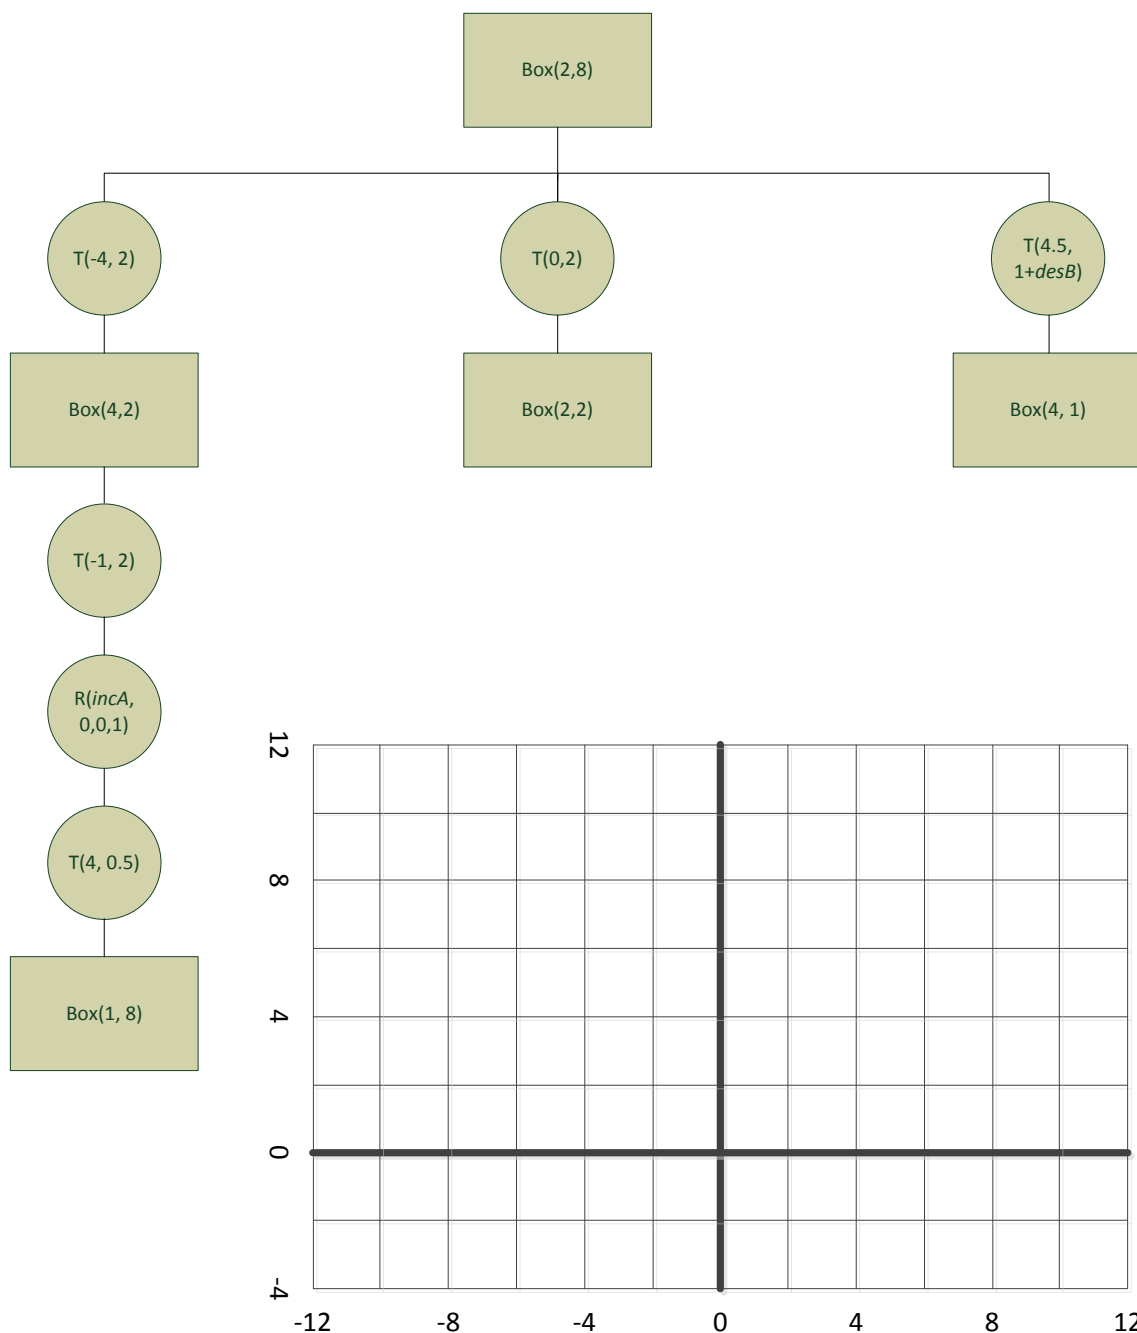 Box(2,8)
T(-4, 2)
T(0,2)
T(4.5,
1+desB)
Box(4,2)
Box(2,2)
Box(4, 1)
T(-1, 2)
R(incA,
0,0,1)
T(4, 0.5)
Box(1, 8)
12
8
4
0
-4
-12
-8
-4
0
4
8
12